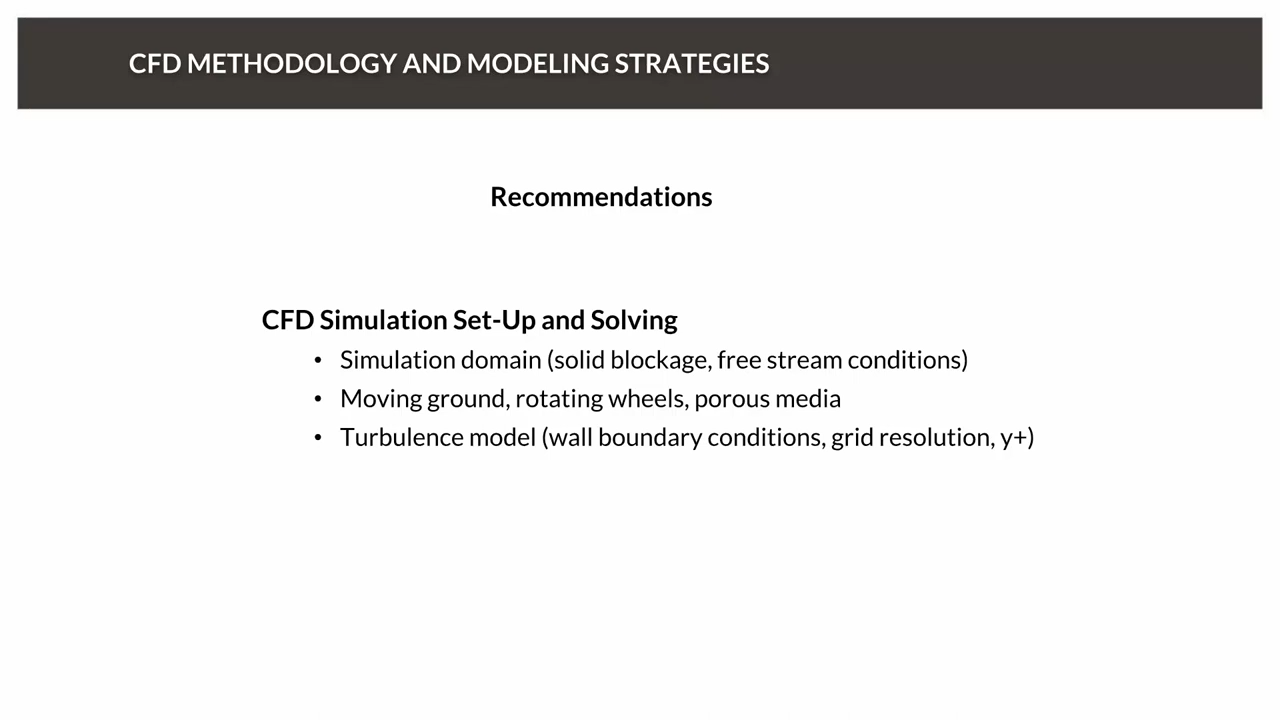 CFD METHODOLOGY AND MODELING STRATEGIES
Recommendations
CFD Simulation Set-Up and Solving
• Simulation domain (solid blockage, free stream conditions)
• Moving ground, rotating wheels, porous media
• Turbulence model (wall boundary conditions, grid resolution, y+)